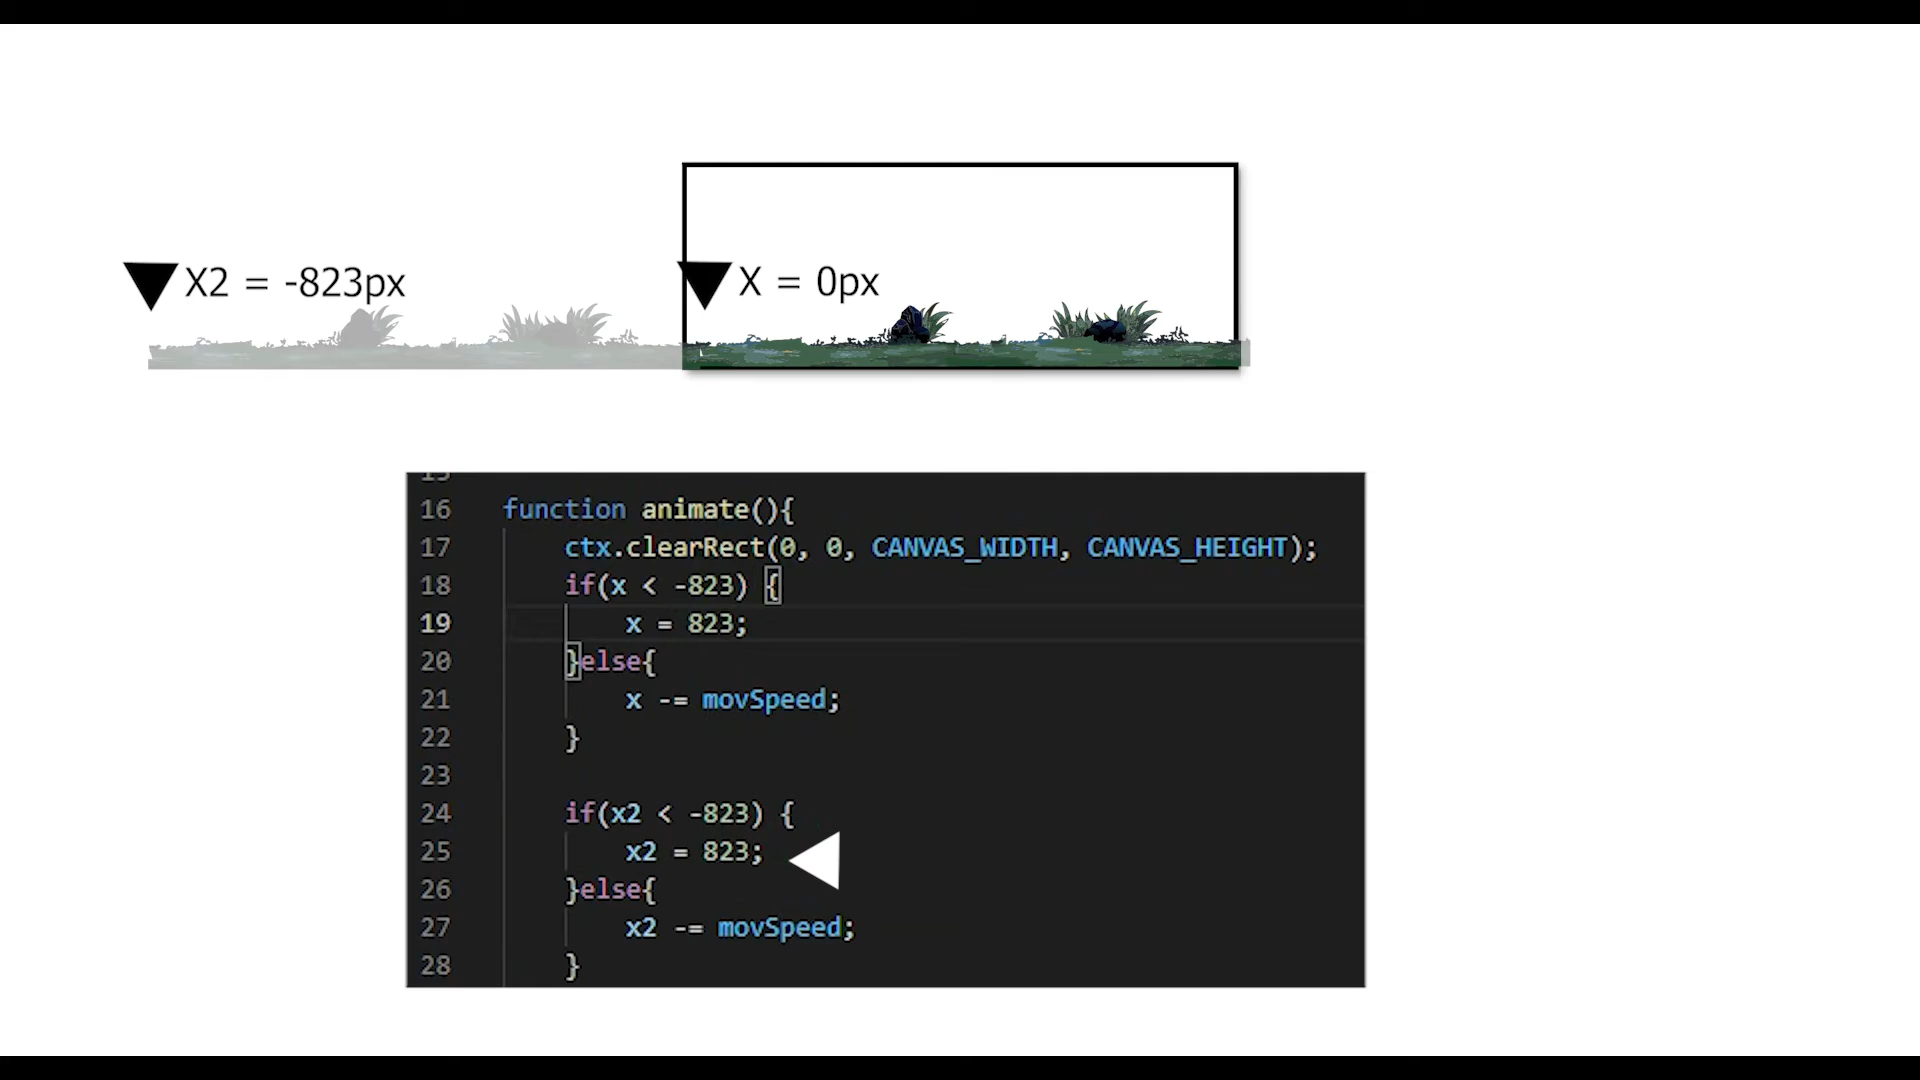 X2 = -823px
X = 0px
16 function animate(){
17 ctx.clearRect(0, 0, CANVAS_WIDTH, CANVAS_HEIGHT);
18 if(x < -823) {
19 x = 823;
20 }else{
21 x -= movSpeed;
22 }
23
24 if(x2 < -823) {
25 x2 = 823;
26 }else{
27 x2 -= movSpeed;
28 }